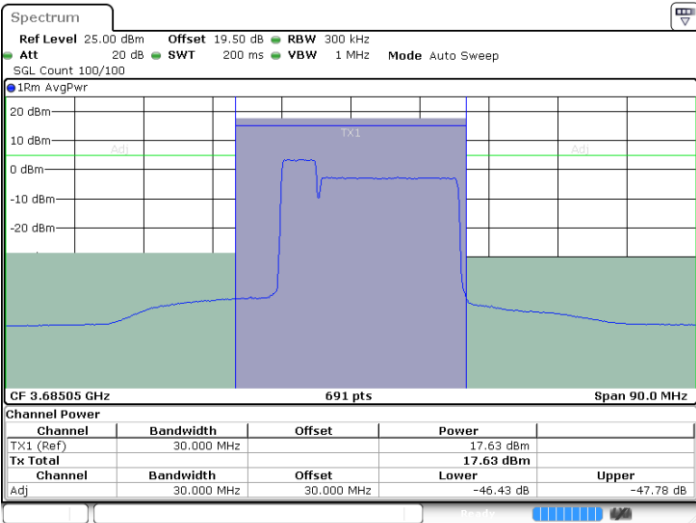 Spectrum
Ref Level 25.00 dBm Offset 19.50 dB RBW 300 kHz
Att 20 dB SWT 200 ms VBW 1 MHz Mode Auto Sweep
SGL Count 100/100
1Rm AvgPwr
20 dBm
TX1
10 dBm
Adj Adj
0 dBm
-10 dBm
-20 dBm
CF 3.68505 GHz 691 pts Span 90.0 MHz
Channel Power
Channel Bandwidth Offset Power
TX1 (Ref) 30.000 MHz 17.63 dBm
Tx Total 17.63 dBm
Channel Bandwidth Offset Lower Upper
Adj 30.000 MHz 30.000 MHz -46.43 dB -47.78 dB
Ready